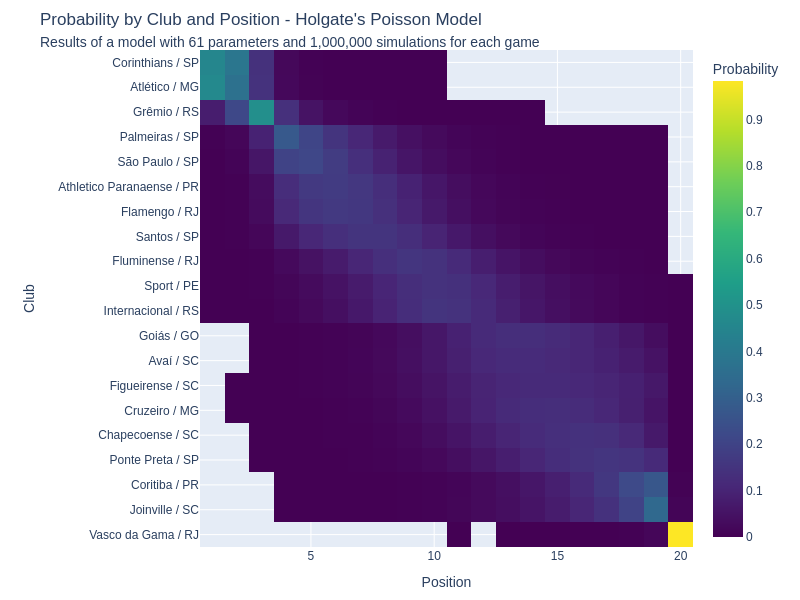 Probability by Club and Position - Holgate's Poisson Model
Results of a model with 61 parameters and 1,000,000 simulations for each game
Probability
Club
Corinthians / SP
Atlético / MG
Grêmio / RS
Palmeiras / SP
São Paulo / SP
Athletico Paranaense / PR
Flamengo / RJ
Santos / SP
Fluminense / RJ
Sport / PE
Internacional / RS
Goiás / GO
Avaí / SC
Figueirense / SC
Cruzeiro / MG
Chapecoense / SC
Ponte Preta / SP
Coritiba / PR
Joinville / SC
Vasco da Gama / RJ
0.9
0.8
0.7
0.6
0.5
0.4
0.3
0.2
0.1
0
5 10 15 20
Position